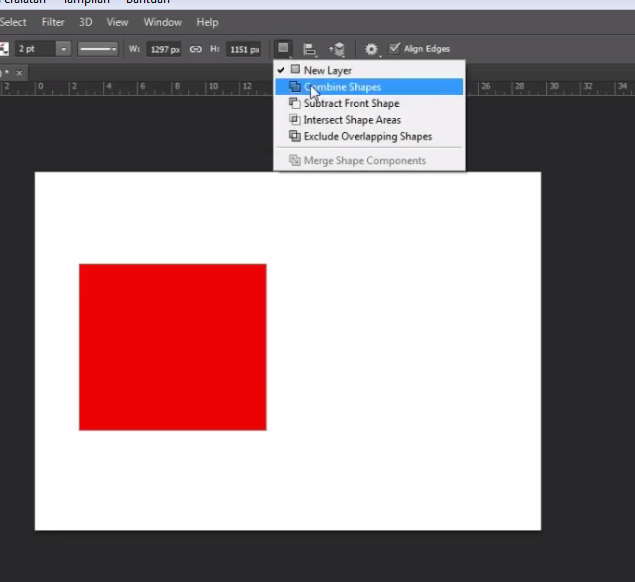 Tampilan Bantuan
Select Filter 3D View Window Help
2 pt W: 1297 px H: 1151 px Align Edges
* ×
2 0 2 4 6 8 10 12 26 28 30 32 34
New Layer
Combine Shapes
Subtract Front Shape
Intersect Shape Areas
Exclude Overlapping Shapes
Merge Shape Components